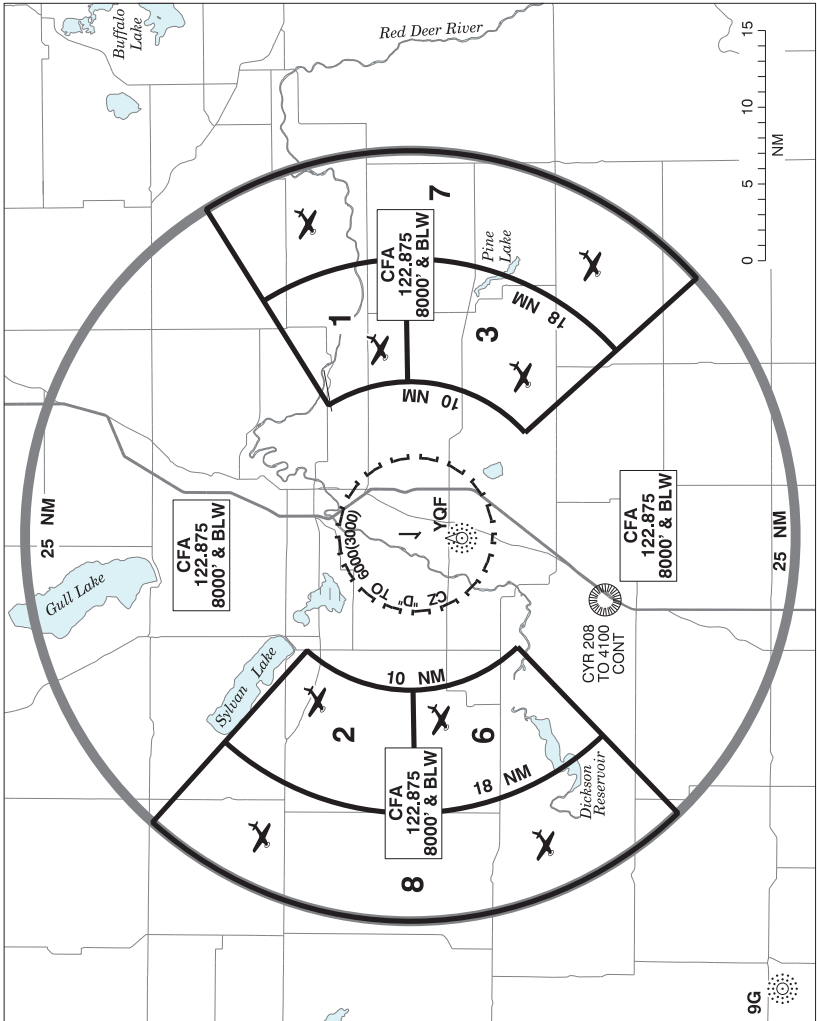 Buffalo
Lake
Red Deer River
0
5
10
15
NM
7
CFA
122.875
8000' & BLW
Pine
Lake
18 NM
1
3
10 NM
25 NM
CFA
122.875
8000' & BLW
Gull Lake
YQF
CZ "D" TO 6000(3000)
CFA
122.875
8000' & BLW
25 NM
CYR 208
TO 4100
CONT
Sylvan Lake
10 NM
2
6
CFA
122.875
8000' & BLW
18 NM
Dickson
Reservoir
8
9G